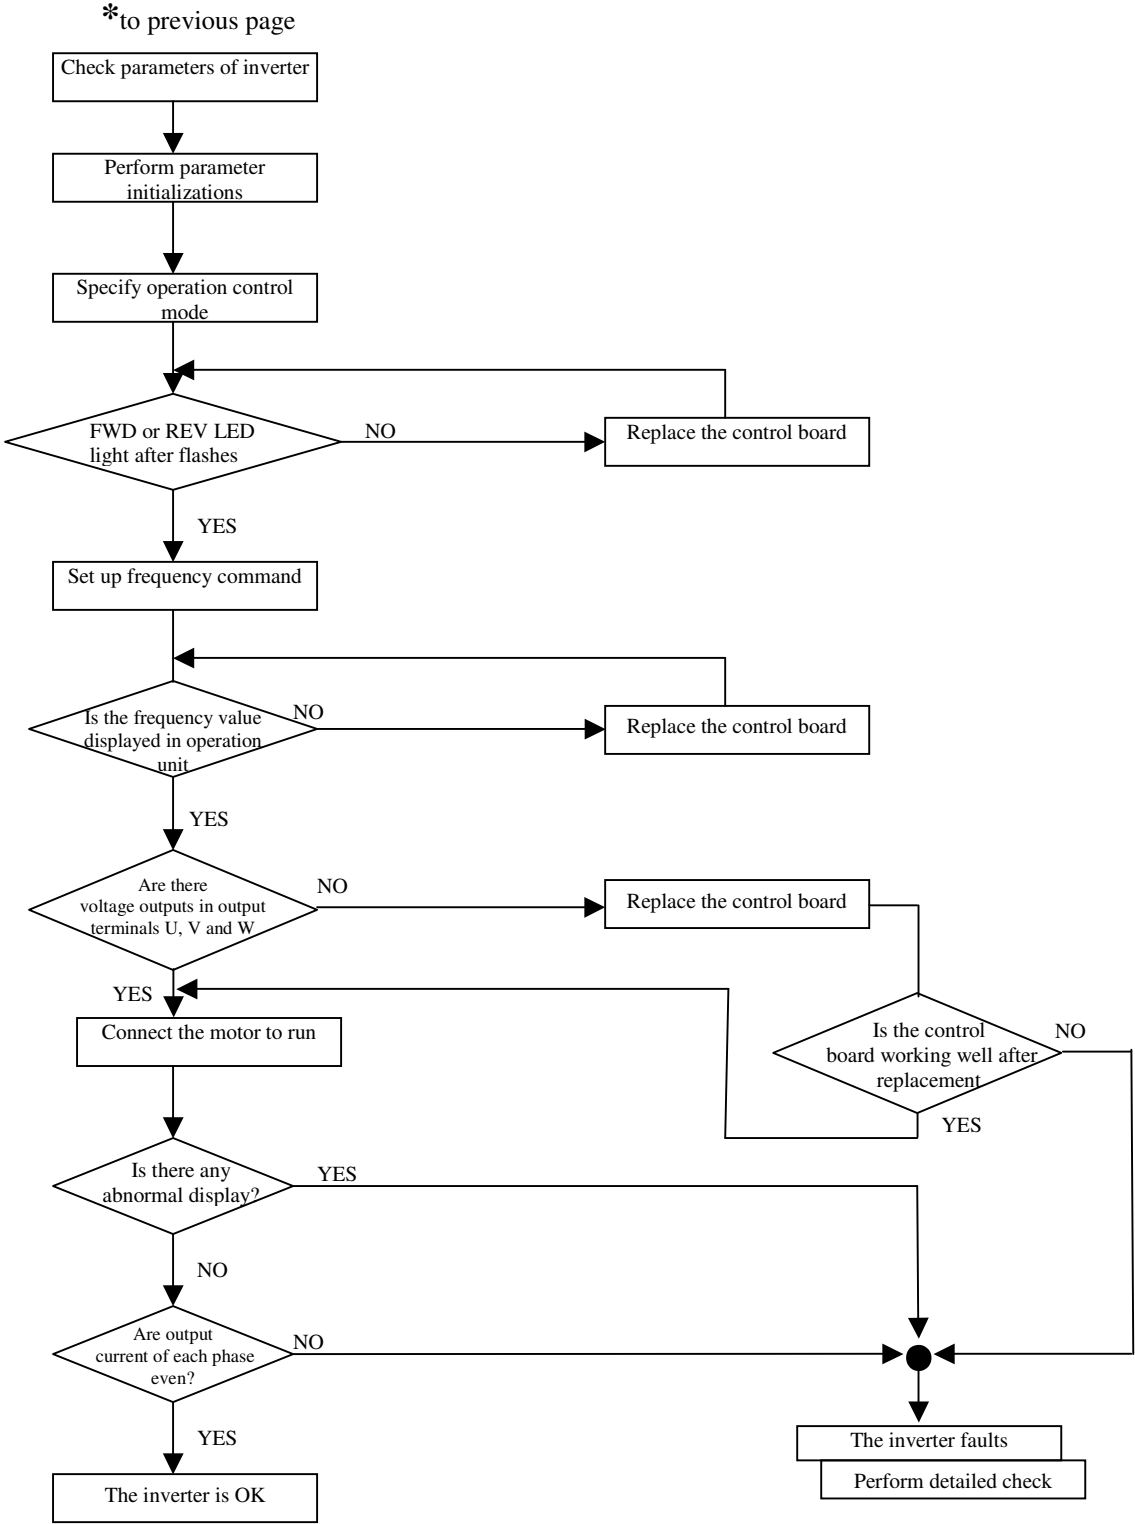 *to previous page
Check parameters of inverter
Perform parameter
initializations
Specify operation control
mode
FWD or REV LED
light after flashes
NO
Replace the control board
YES
Set up frequency command
Is the frequency value
displayed in operation
unit
NO
Replace the control board
YES
Are there
voltage outputs in output
terminals U, V and W
NO
Replace the control board
YES
Is the control
board working well after
replacement
NO
YES
Connect the motor to run
Is there any
abnormal display?
YES
NO
Are output
current of each phase
even?
NO
YES
The inverter is OK
The inverter faults
Perform detailed check